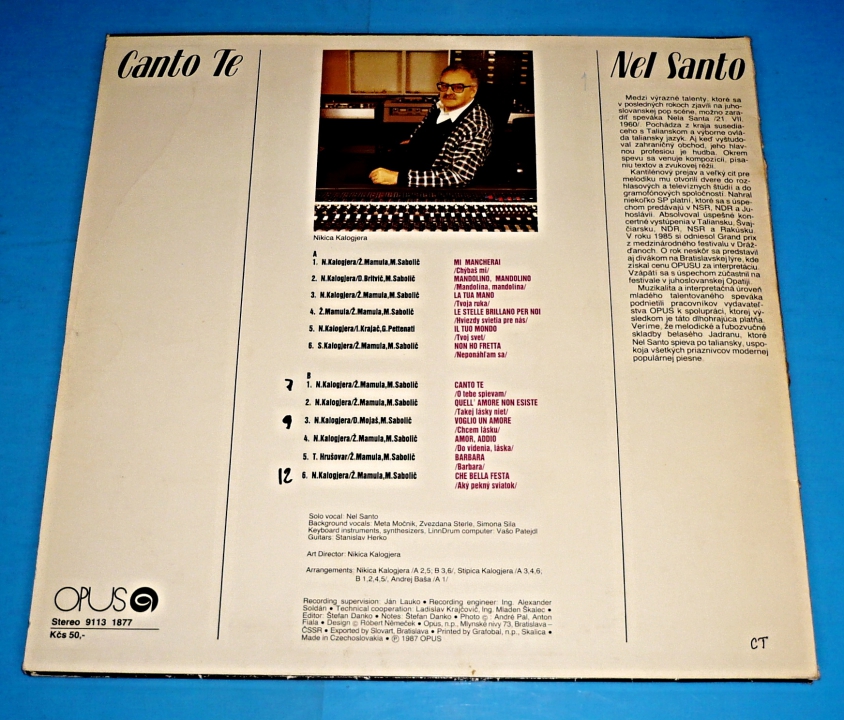 Canto Te
Nel Santo
Nikica Kalogjera
A
1. N.Kalogjera/Ž.Mamula,M.Sabolič MI MANCHERAI
/Chýbaš mi/
2. N.Kalogjera/D.Britvič,M.Sabolič MANDOLINO, MANDOLINO
/Mandolína, mandolína/
3. N.Kalogjera/Ž.Mamula,M.Sabolič LA TUA MANO
/Tvoja ruka/
4. Ž.Mamula/Ž.Mamula,M.Sabolič LE STELLE BRILLANO PER NOI
/Hviezdy svietia pre nás/
5. N.Kalogjera/I.Krajač,G.Pettenati IL TUO MONDO
/Tvoj svet/
6. S.Kalogjera/Ž.Mamula,M.Sabolič NON HO FRETTA
/Neponáhľam sa/
B
7 1. N.Kalogjera/Ž.Mamula,M.Sabolič CANTO TE
/O tebe spievam/
2. N.Kalogjera/Ž.Mamula,M.Sabolič QUELL' AMORE NON ESISTE
/Takej lásky niet/
9 3. N.Kalogjera/D.Mojaš,M.Sabolič VOGLIO UN AMORE
/Chcem lásku/
4. N.Kalogjera/Ž.Mamula,M.Sabolič AMOR, ADDIO
/Do videnia, láska/
5. T. Hrušovar/Ž.Mamula,M.Sabolič BARBARA
/Barbara/
12 6. N.Kalogjera/Ž.Mamula,M.Sabolič CHE BELLA FESTA
/Aký pekný sviatok/
Solo vocal: Nel Santo
Background vocals: Meta Močnik, Zvezdana Sterle, Simona Sila
Keyboard instruments, synthesizers, LinnDrum computer: Vašo Patejdl
Guitars: Stanislav Herko
Art Director: Nikica Kalogjera
Arrangements: Nikica Kalogjera /A 2,5; B 3,6/, Stipica Kalogjera /A 3,4,6;
B 1,2,4,5/, Andrej Baša /A 1/
Recording supervision: Ján Lauko • Recording engineer: Ing. Alexander
Soldán • Technical cooperation: Ladislav Krajčovič, Ing. Mladen Škalec •
Editor: Štefan Danko • Notes: Štefan Danko • Photo ©: André Pal, Anton
Fiala • Design © Róbert Němeček • Opus, n.p., Mlynské nivy 73, Bratislava –
ČSSR • Exported by Slovart, Bratislava • Printed by Grafobal, n.p., Skalica •
Made in Czechoslovakia • Ⓟ 1987 OPUS
Medzi výrazné talenty, ktoré sa
v posledných rokoch zjavili na juho-
slovanskej pop scéne, možno zara-
diť speváka Nela Santa /21. VII.
1960/. Pochádza z kraja susedia-
ceho s Talianskom a výborne ovlá-
da taliansky jazyk. Aj keď vyštudo-
val zahraničný obchod, jeho hlav-
nou profesiou je hudba. Okrem
spevu sa venuje kompozícii, písa-
niu textov a zvukovej réžii.
Kantilénový prejav a veľký cit pre
melodiku mu otvorili dvere do roz-
hlasových a televíznych štúdií a do
gramofónových spoločností. Nahral
niekoľko SP platní, ktoré sa s úspe-
chom predávajú v NSR, NDR a Ju-
hoslávii. Absolvoval úspešné kon-
certné vystúpenia v Taliansku, Švaj-
čiarsku, NDR, NSR a Rakúsku.
V roku 1985 si odniesol Grand prix
z medzinárodného festivalu v Dráž-
ďanoch. O rok neskôr sa predstavil
aj divákom na Bratislavskej lýre, kde
získal cenu OPUSU za interpretáciu.
Vzápäti sa s úspechom zúčastnil na
festivale v juhoslovanskej Opatiji.
Muzikalita a interpretačná úroveň
mladého talentovaného speváka
podnietili pracovníkov vydavateľ-
stva OPUS k spolupráci, ktorej vý-
sledkom je táto dlhohrajúca platňa.
Veríme, že melodické a ľubozvučné
skladby belasého Jadranu, ktoré
Nel Santo spieva po taliansky, uspo-
koja všetkých priaznivcov modernej
populárnej piesne.
OPUS
Stereo 9113 1877
Kčs 50,-
CT